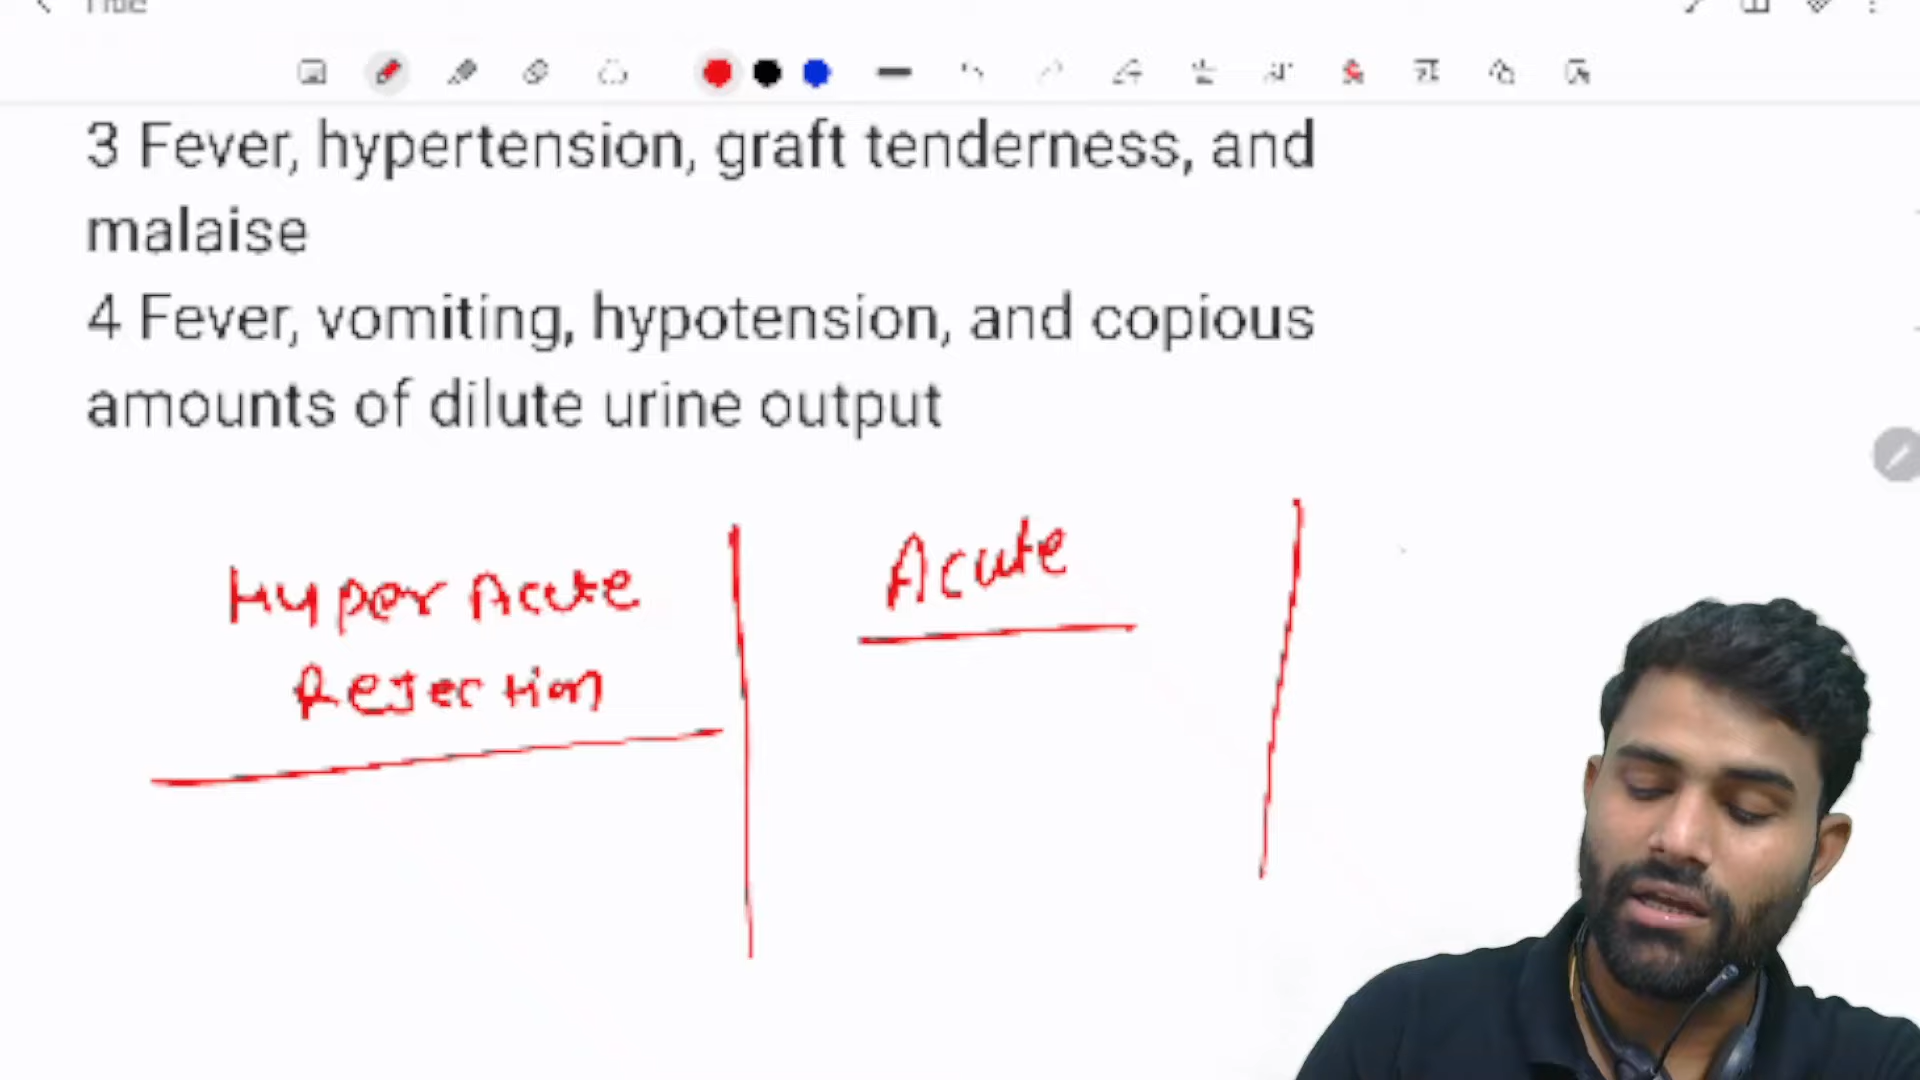 Title
3 Fever, hypertension, graft tenderness, and
malaise
4 Fever, vomiting, hypotension, and copious
amounts of dilute urine output
Hyper Acute
Rejection
Acute